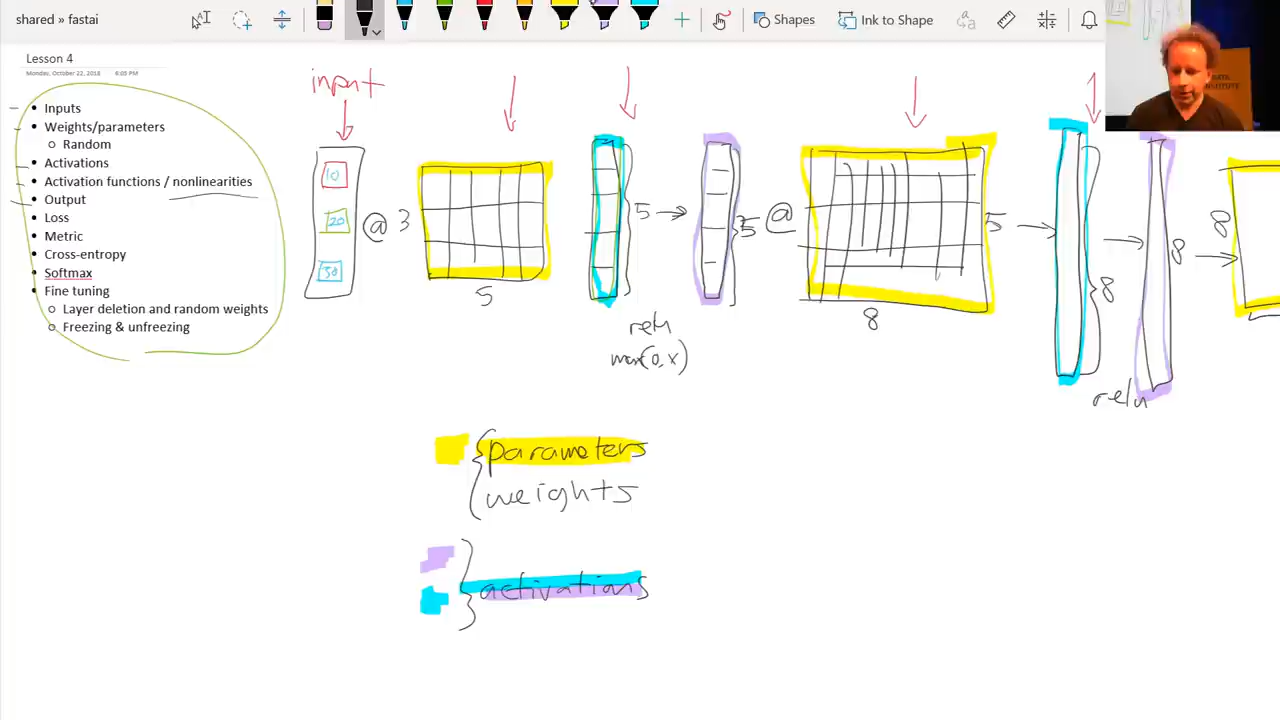 shared » fastai
Shapes
Ink to Shape
Lesson 4
Monday, October 22, 2018 6:05 PM
• Inputs
• Weights/parameters
○ Random
• Activations
• Activation functions / nonlinearities
• Output
• Loss
• Metric
• Cross-entropy
• Softmax
• Fine tuning
○ Layer deletion and random weights
○ Freezing & unfreezing
input
10
20
30
@ 3
5
5
relu
max(0,x)
5
@
5
8
8
relu
8
8
parameters
weights
activations